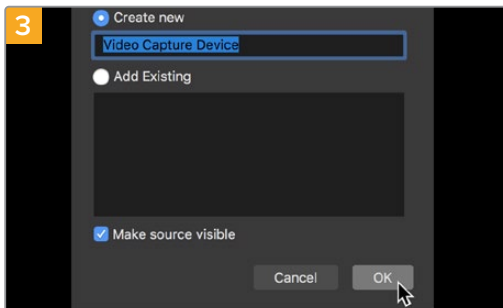 3
Create new
Video Capture Device
Add Existing
Make source visible
Cancel OK